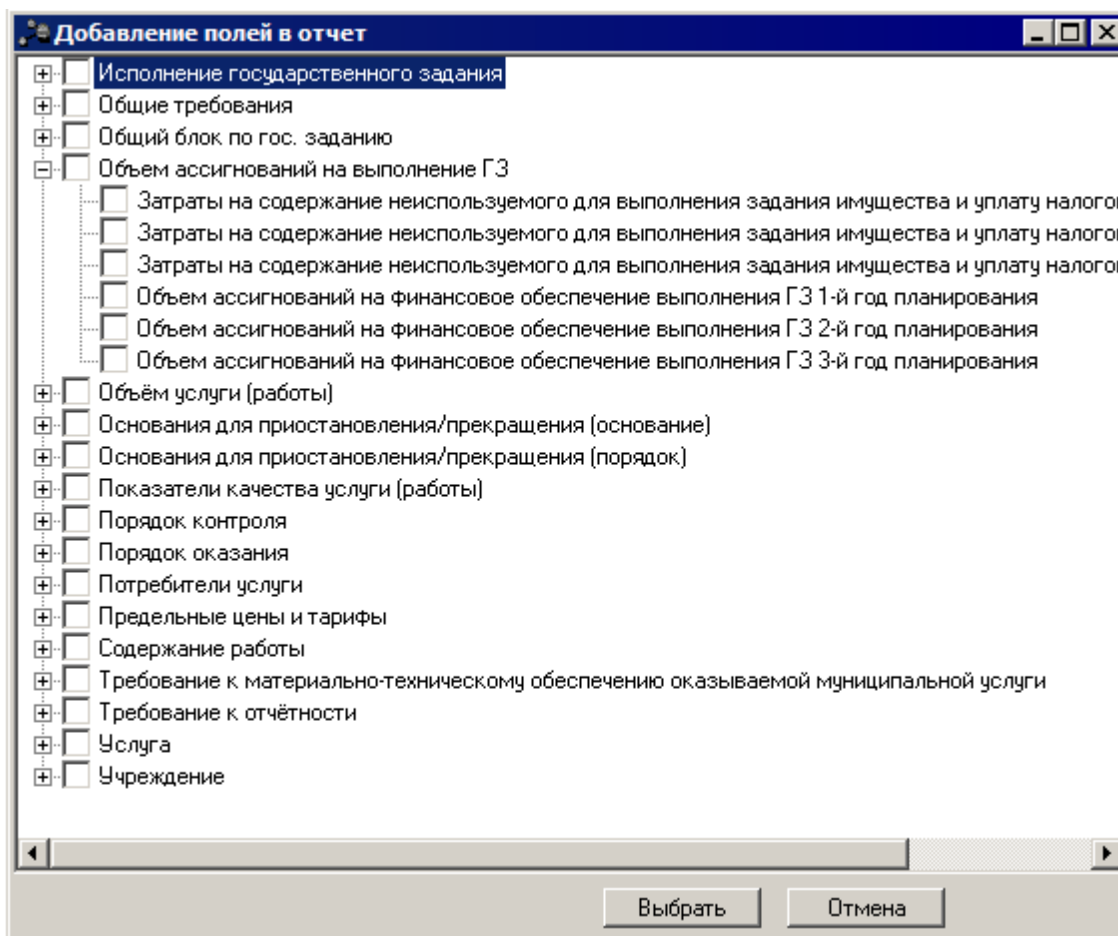 Добавление полей в отчет
Исполнение государственного задания
Общие требования
Общий блок по гос. заданию
Объем ассигнований на выполнение ГЗ
Затраты на содержание неиспользуемого для выполнения задания имущества и уплату налого
Затраты на содержание неиспользуемого для выполнения задания имущества и уплату налого
Затраты на содержание неиспользуемого для выполнения задания имущества и уплату налого
Объем ассигнований на финансовое обеспечение выполнения ГЗ 1-й год планирования
Объем ассигнований на финансовое обеспечение выполнения ГЗ 2-й год планирования
Объем ассигнований на финансовое обеспечение выполнения ГЗ 3-й год планирования
Объём услуги (работы)
Основания для приостановления/прекращения (основание)
Основания для приостановления/прекращения (порядок)
Показатели качества услуги (работы)
Порядок контроля
Порядок оказания
Потребители услуги
Предельные цены и тарифы
Содержание работы
Требование к материально-техническому обеспечению оказываемой муниципальной услуги
Требование к отчётности
Услуга
Учреждение
Выбрать Отмена